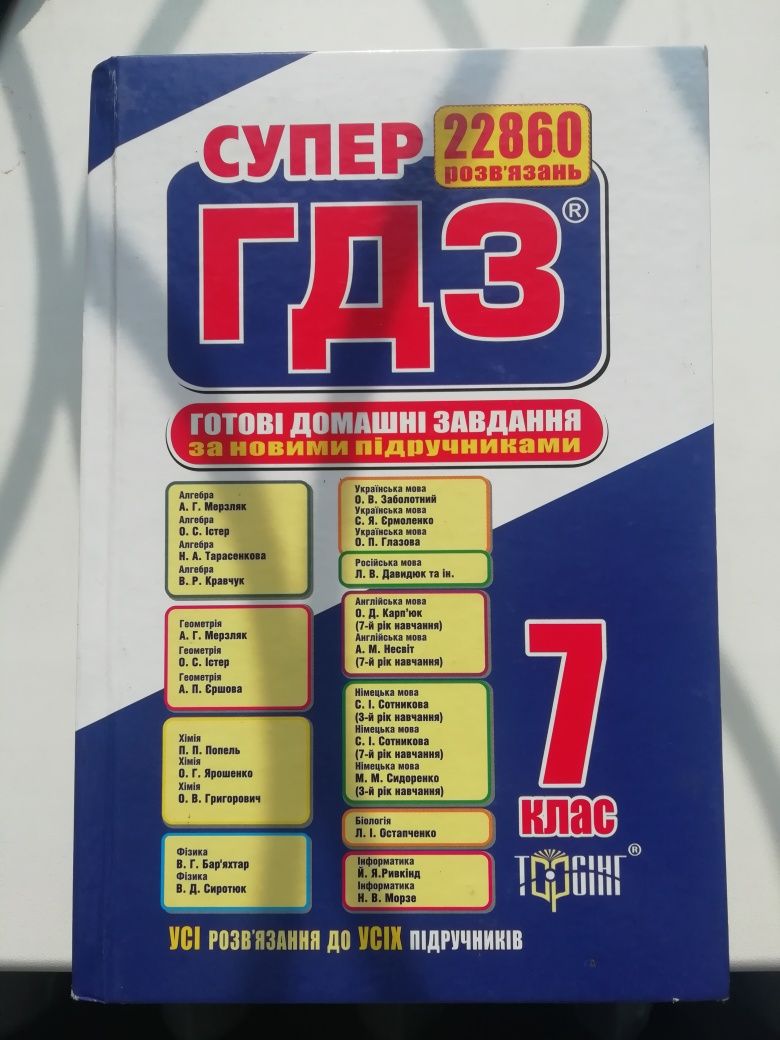 СУПЕР
22860
розв'язань
ГДЗ®
ГОТОВІ ДОМАШНІ ЗАВДАННЯ
за новими підручниками
Алгебра
А. Г. Мерзляк
Алгебра
О. С. Істер
Алгебра
Н. А. Тарасенкова
Алгебра
В. Р. Кравчук
Геометрія
А. Г. Мерзляк
Геометрія
О. С. Істер
Геометрія
А. П. Єршова
Хімія
П. П. Попель
Хімія
О. Г. Ярошенко
Хімія
О. В. Григорович
Фізика
В. Г. Бар'яхтар
Фізика
В. Д. Сиротюк
Українська мова
О. В. Заболотний
Українська мова
С. Я. Єрмоленко
Українська мова
О. П. Глазова
Російська мова
Л. В. Давидюк та ін.
Англійська мова
О. Д. Карп'юк
(7-й рік навчання)
Англійська мова
А. М. Несвіт
(7-й рік навчання)
Німецька мова
С. І. Сотникова
(3-й рік навчання)
Німецька мова
С. І. Сотникова
(7-й рік навчання)
Німецька мова
М. М. Сидоренко
(3-й рік навчання)
Біологія
Л. І. Остапченко
Інформатика
Й. Я.Ривкінд
Інформатика
Н. В. Морзе
7
клас
ТОРСІНГ®
УСІ РОЗВ'ЯЗАННЯ ДО УСІХ ПІДРУЧНИКІВ